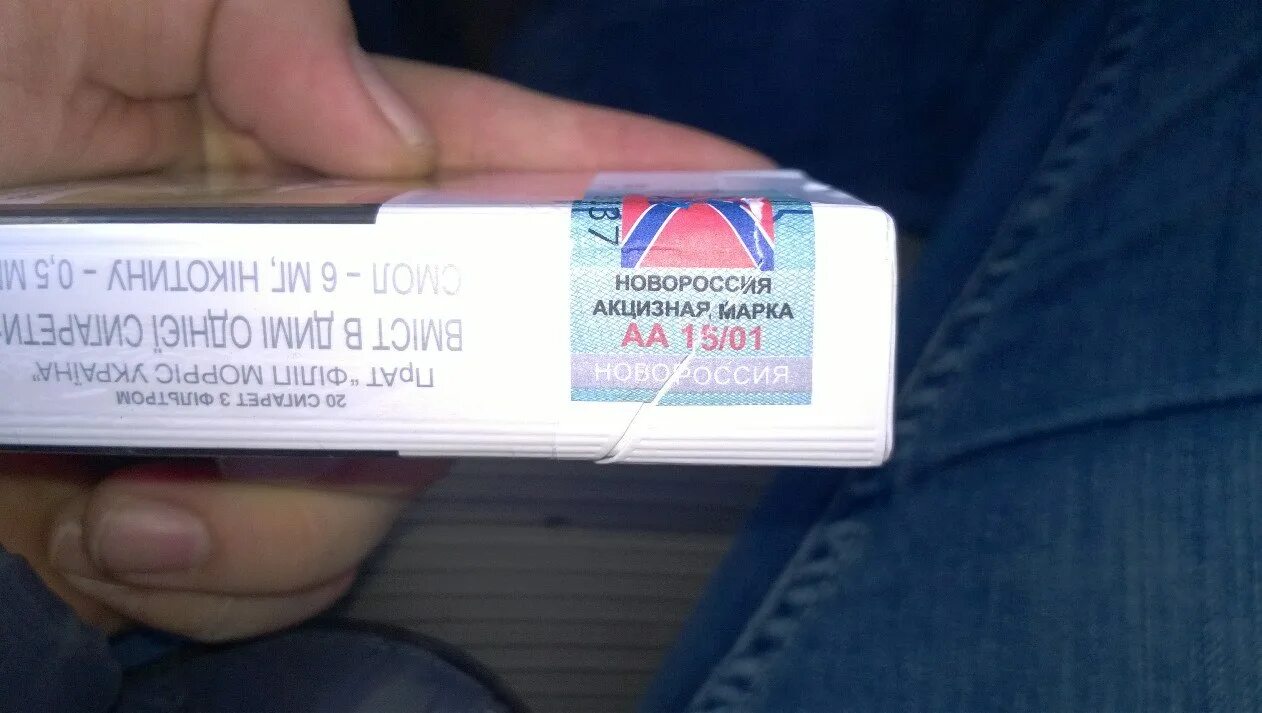 37
НОВОРОССИЯ
АКЦИЗНАЯ МАРКА
АА 15/01
НОВОРОССИЯ
20 СИГАРЕТ З ФІЛЬТРОМ
ПрАТ "ФІЛІП МОРРІС УКРАЇНА"
ВМІСТ В ДИМІ ОДНІЄЇ СИГАРЕТИ
СМОЛ – 6 МГ, НІКОТИНУ – 0,5